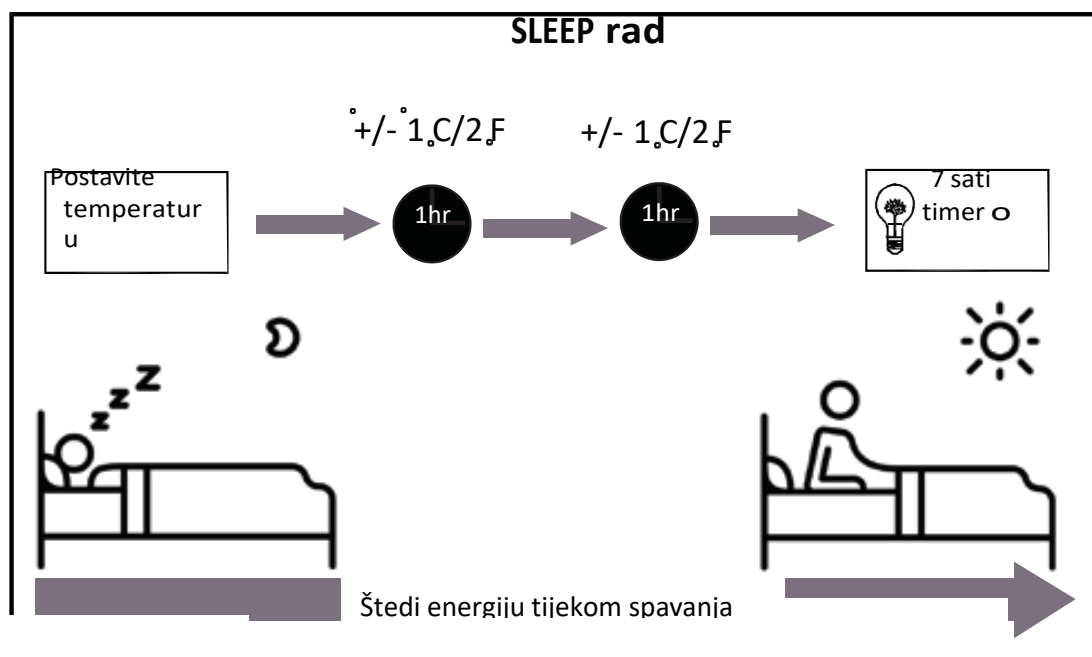 SLEEP rad
+/- 1°C/2°F
+/- 1°C/2°F
Postavite
temperatur
u
1hr
1hr
7 sati
timer o
z z Z
Štedi energiju tijekom spavanja